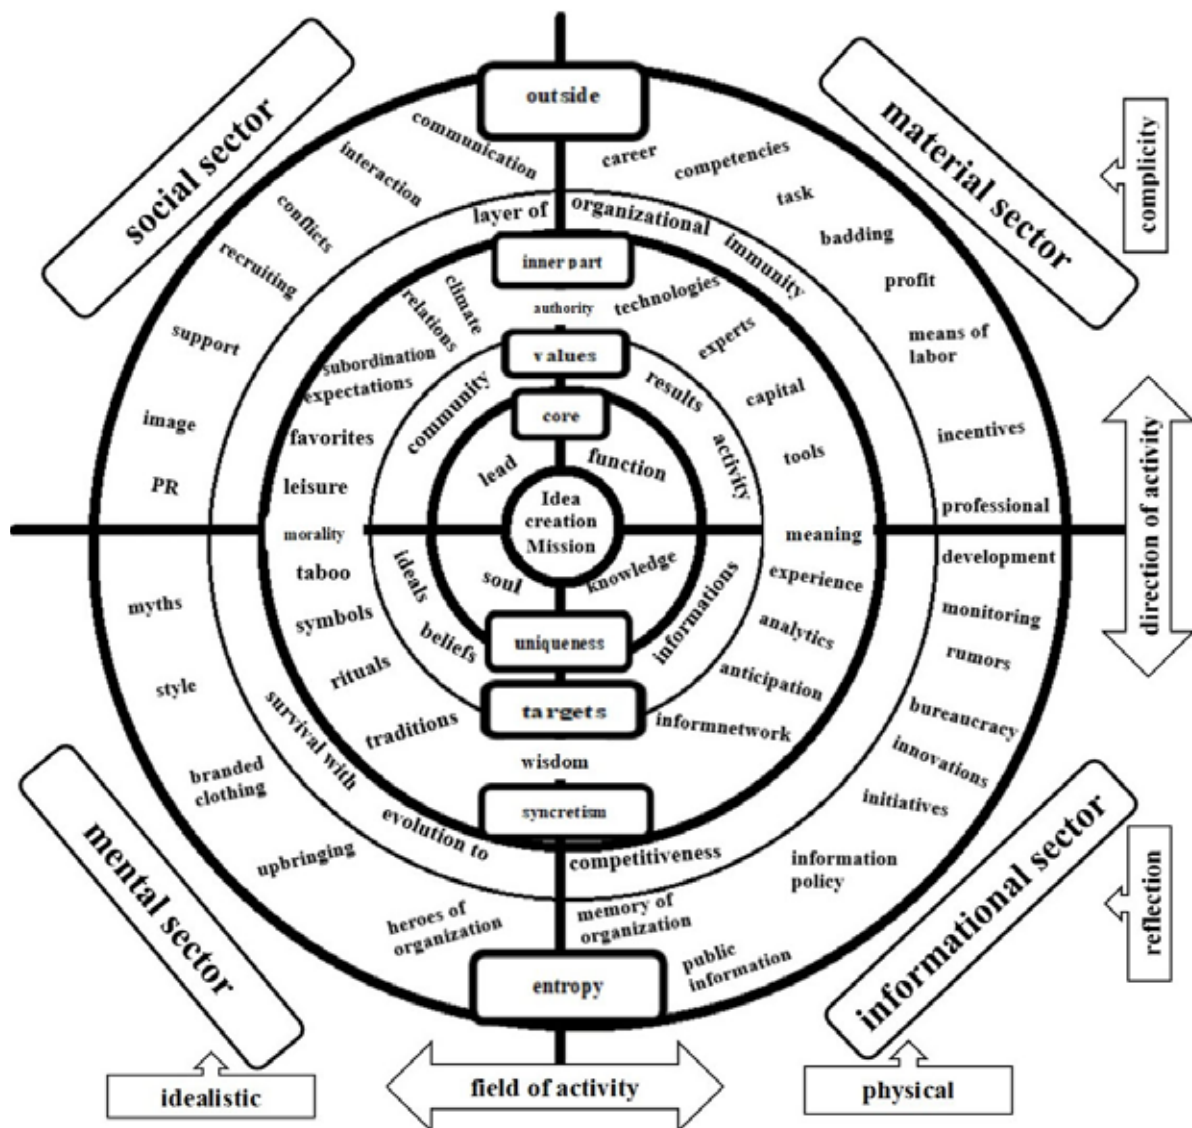 outside
social sector
material sector
complicity
communication
career
competencies
interaction
task
conflicts
layer of
organizational
immunity
badding
recruiting
inner part
profit
climate
relations
authority
technologies
support
experts
means of
labor
subordination
values
expectations
community
results
capital
core
image
favorites
incentives
lead
function
activity
tools
PR
leisure
direction of activity
Idea
creation
Mission
professional
morality
meaning
development
taboo
ideals
soul
knowledge
experience
myths
symbols
beliefs
uniqueness
informations
analytics
monitoring
rumors
rituals
anticipation
style
targets
traditions
informnetwork
bureaucracy
survival with
wisdom
innovations
branded
clothing
syncretism
initiatives
evolution to
competitiveness
upbringing
information
policy
mental sector
informational sector
reflection
heroes of
organization
memory of
organization
public
information
entropy
idealistic
field of activity
physical